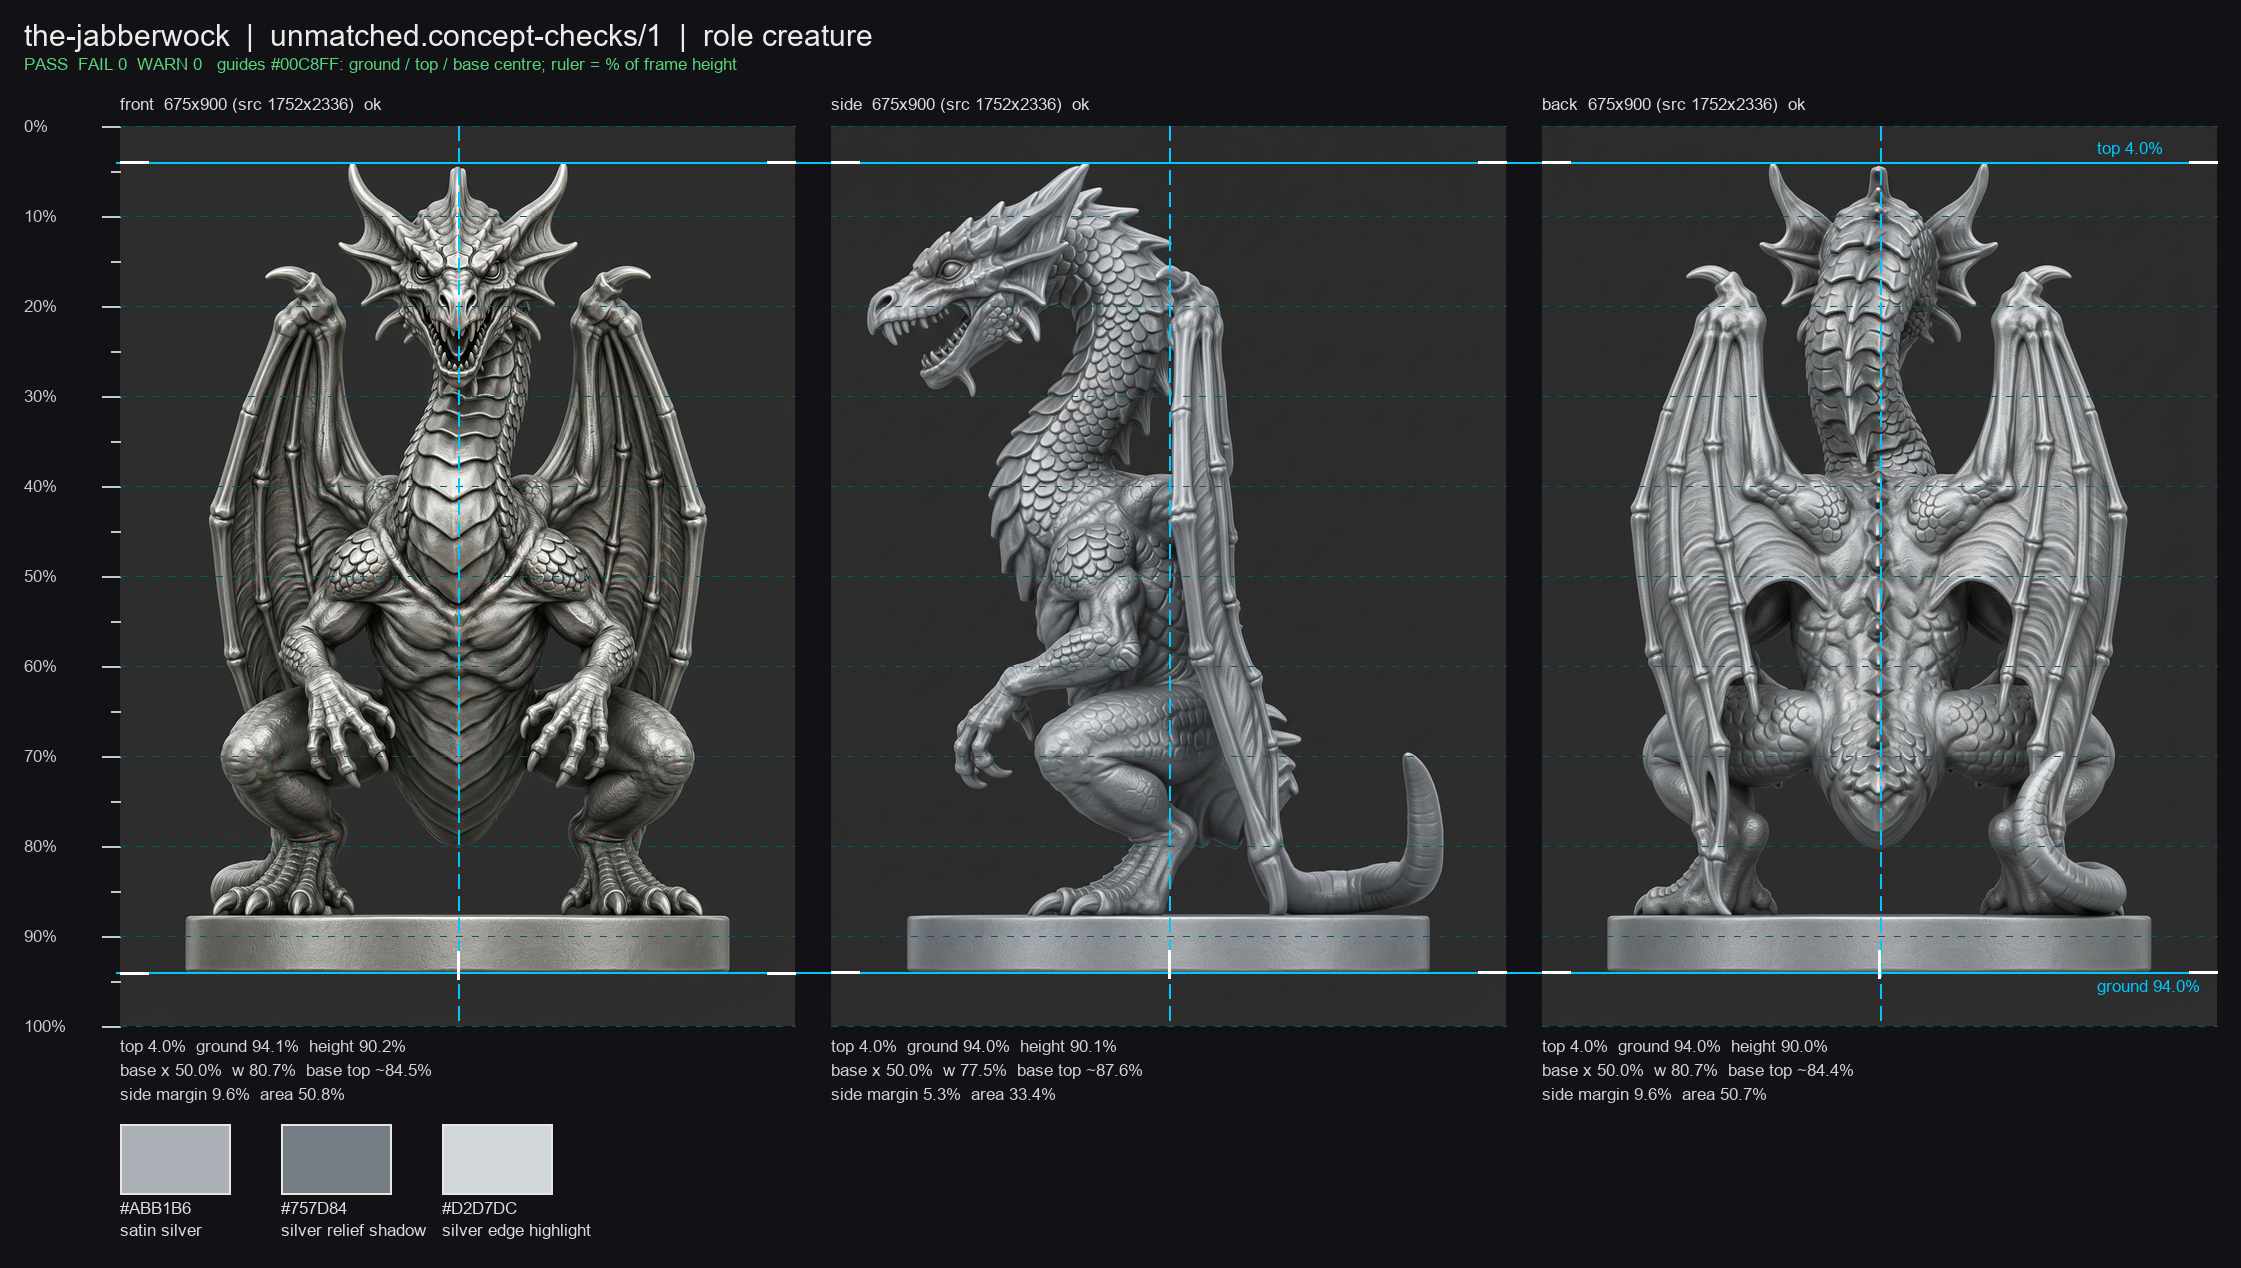 the-jabberwock | unmatched.concept-checks/1 | role creature
PASS FAIL 0 WARN 0 guides #00C8FF: ground / top / base centre; ruler = % of frame height
front 675x900 (src 1752x2336) ok
side 675x900 (src 1752x2336) ok
back 675x900 (src 1752x2336) ok
0%
top 4.0%
10%
20%
30%
40%
50%
60%
70%
80%
90%
ground 94.0%
100%
top 4.0% ground 94.1% height 90.2%
base x 50.0% w 80.7% base top ~84.5%
side margin 9.6% area 50.8%
top 4.0% ground 94.0% height 90.1%
base x 50.0% w 77.5% base top ~87.6%
side margin 5.3% area 33.4%
top 4.0% ground 94.0% height 90.0%
base x 50.0% w 80.7% base top ~84.4%
side margin 9.6% area 50.7%
#ABB1B6
satin silver
#757D84
silver relief shadow
#D2D7DC
silver edge highlight